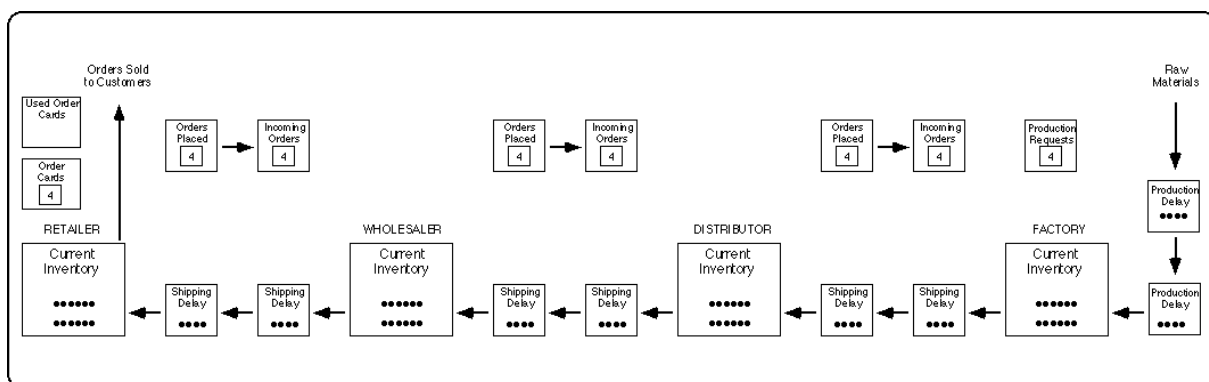 Orders Sold
to Customers
Raw
Materials
Used Order
Cards
Orders
Placed
4
Incoming
Orders
4
Orders
Placed
4
Incoming
Orders
4
Orders
Placed
4
Incoming
Orders
4
Production
Requests
4
Order
Cards
4
Production
Delay
RETAILER
WHOLESALER
DISTRIBUTOR
FACTORY
Current
Inventory
Shipping
Delay
Shipping
Delay
Current
Inventory
Shipping
Delay
Shipping
Delay
Current
Inventory
Shipping
Delay
Shipping
Delay
Current
Inventory
Production
Delay